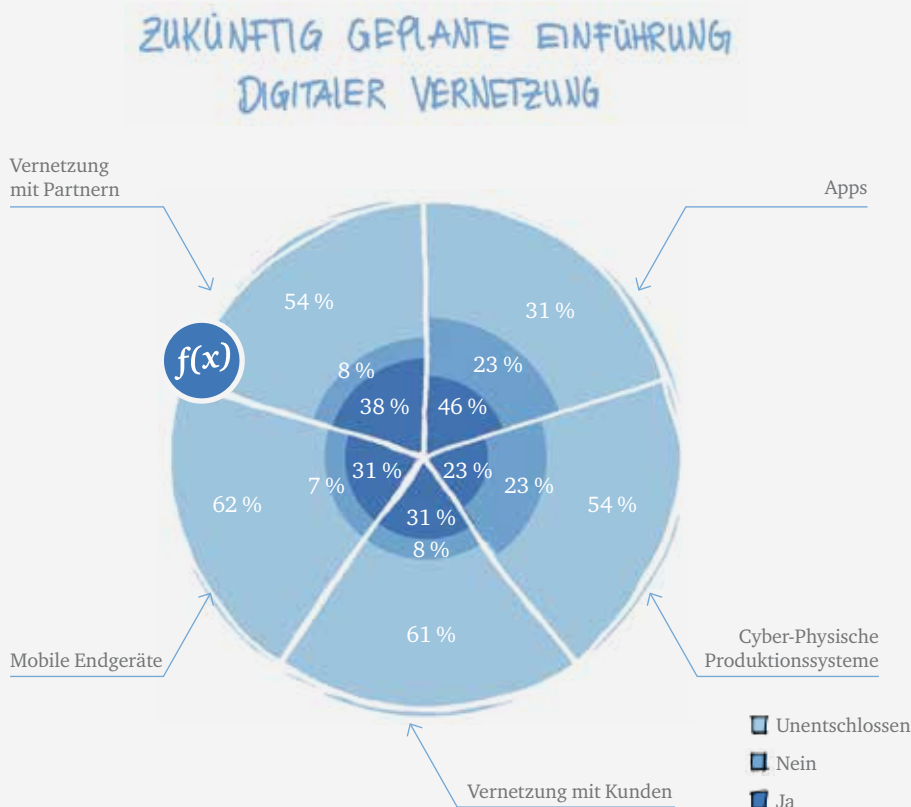 ZUKÜNFTIG GEPLANTE EINFÜHRUNG
DIGITALER VERNETZUNG
Vernetzung
mit Partnern
Apps
54 %
31 %
f(x)
8 %
23 %
38 %
46 %
31 %
23 %
7 %
23 %
62 %
54 %
31 %
8 %
61 %
Mobile Endgeräte
Cyber-Physische
Produktionssysteme
Vernetzung mit Kunden
Unentschlossen
Nein
Ja